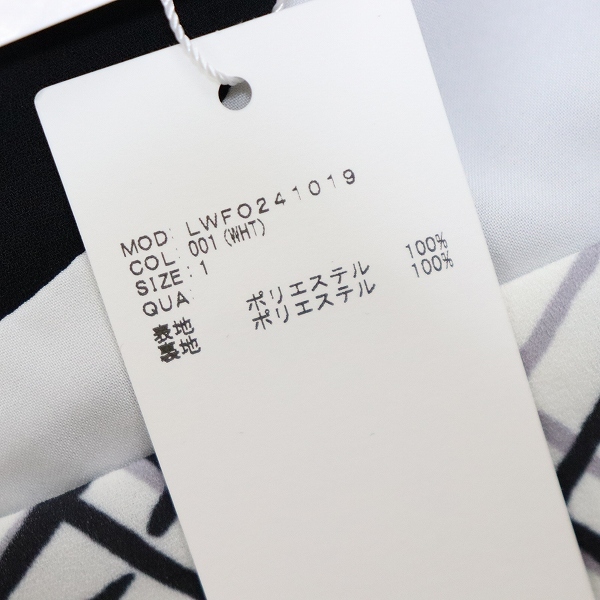 MOD: LWFO241019
COL 001(WHT)
SIZE: 1
QUA
表地 ポリエステル 100%
裏地 ポリエステル 100%